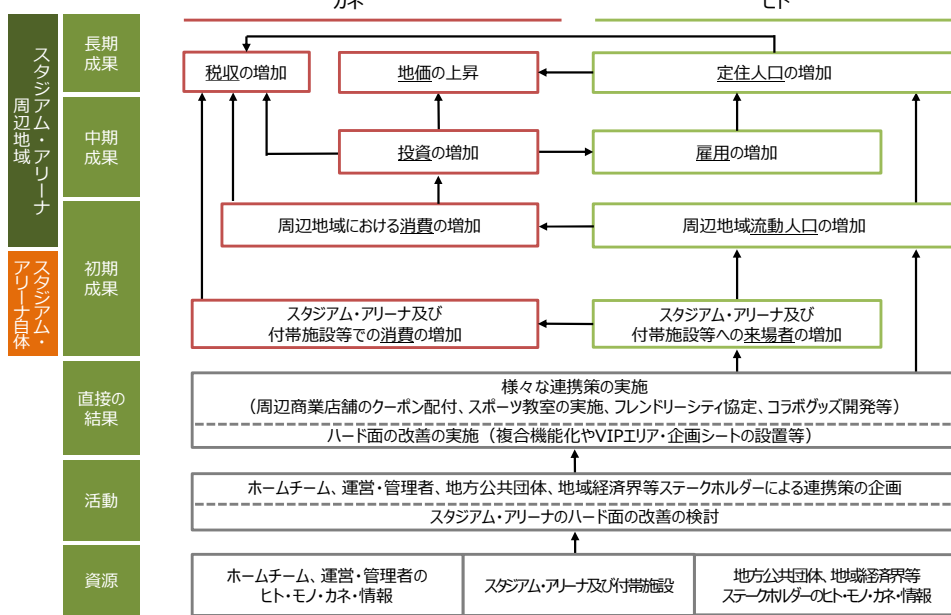 カネ
ヒト
スタジアム・アリーナ
周辺地域
長期
成果
税収の増加
地価の上昇
定住人口の増加
中期
成果
投資の増加
雇用の増加
初期
成果
周辺地域における消費の増加
周辺地域流動人口の増加
スタジアム・
アリーナ自体
スタジアム・アリーナ及び
付帯施設等での消費の増加
スタジアム・アリーナ及び
付帯施設等への来場者の増加
直接の
結果
様々な連携策の実施
（周辺商業店舗のクーポン配付、スポーツ教室の実施、フレンドリーシティ協定、コラボグッズ開発等）
ハード面の改善の実施（複合機能化やVIPエリア・企画シートの設置等）
活動
ホームチーム、運営・管理者、地方公共団体、地域経済界等ステークホルダーによる連携策の企画
スタジアム・アリーナのハード面の改善の検討
資源
ホームチーム、運営・管理者の
ヒト・モノ・カネ・情報
スタジアム・アリーナ及び付帯施設
地方公共団体、地域経済界等
ステークホルダーのヒト・モノ・カネ・情報